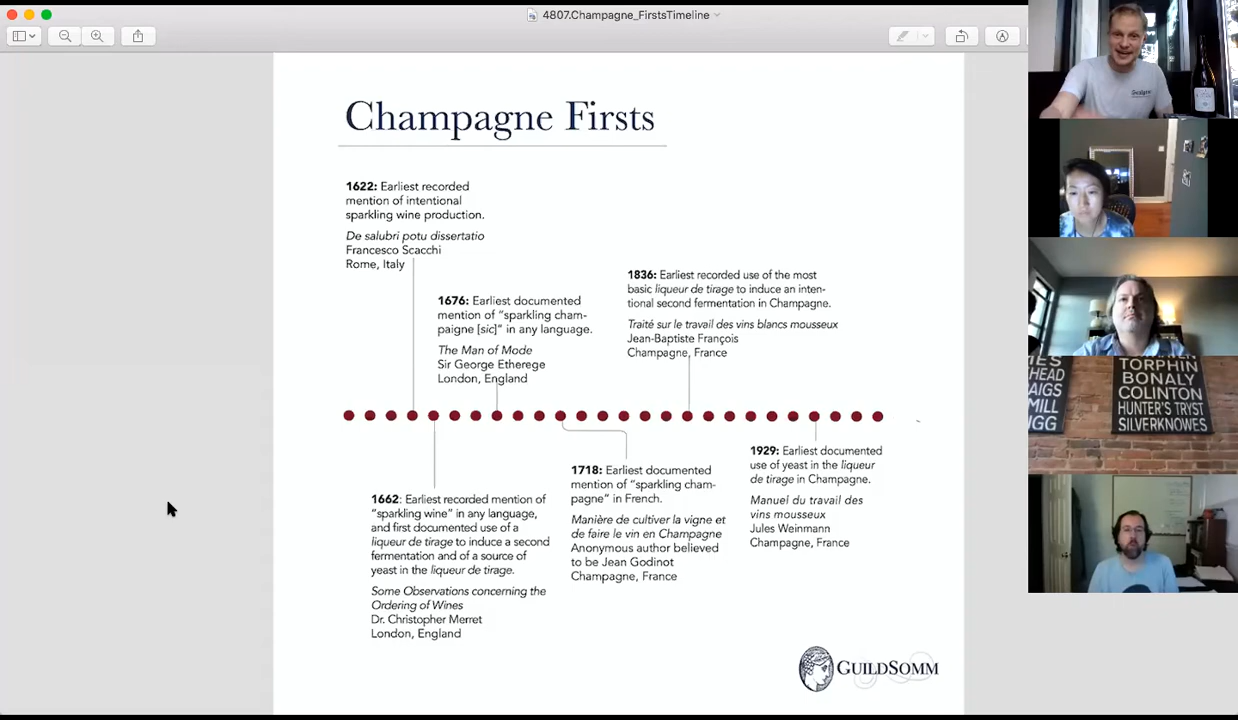 4807.Champagne_FirstsTimeline
Champagne Firsts
1622: Earliest recorded
mention of intentional
sparkling wine production.
De salubri potu dissertatio
Francesco Scacchi
Rome, Italy
1676: Earliest documented
mention of “sparkling cham-
paigne [sic]” in any language.
The Man of Mode
Sir George Etherege
London, England
1836: Earliest recorded use of the most
basic liqueur de tirage to induce an inten-
tional second fermentation in Champagne.
Traité sur le travail des vins blancs mousseux
Jean-Baptiste François
Champagne, France
1662: Earliest recorded mention of
“sparkling wine” in any language,
and first documented use of a
liqueur de tirage to induce a second
fermentation and of a source of
yeast in the liqueur de tirage.
Some Observations concerning the
Ordering of Wines
Dr. Christopher Merret
London, England
1718: Earliest documented
mention of “sparkling cham-
pagne” in French.
Manière de cultiver la vigne et
de faire le vin en Champagne
Anonymous author believed
to be Jean Godinot
Champagne, France
1929: Earliest documented
use of yeast in the liqueur
de tirage in Champagne.
Manuel du travail des
vins mousseux
Jules Weinmann
Champagne, France
GUILDSOMM
HEAD
AIGS
MILL
IGG
TORPHIN
BONALY
COLINTON
HUNTER'S TRYST
SILVERKNOWES